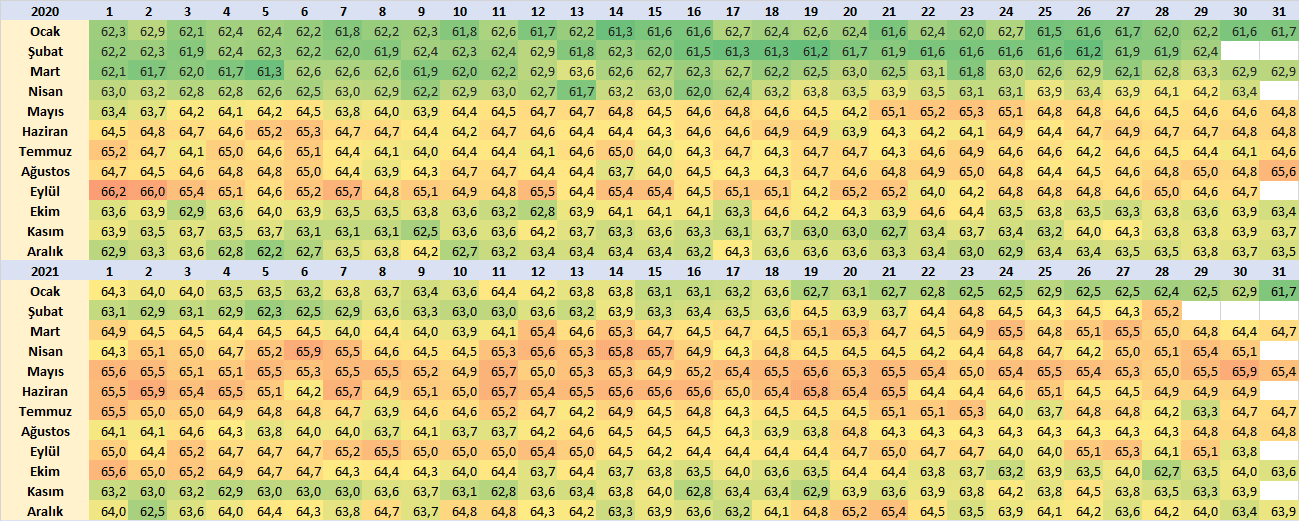 2020 1 2 3 4 5 6 7 8 9 10 11 12 13 14 15 16 17 18 19 20 21 22 23 24 25 26 27 28 29 30 31
Ocak 62,3 62,9 62,1 62,4 62,4 62,2 61,8 62,2 62,3 61,8 62,6 61,7 62,2 61,3 61,6 61,6 62,7 62,4 62,6 62,4 61,6 62,4 62,2 62,3 61,5 61,6 61,7 62,0 62,2 61,6 61,7
Şubat 62,2 62,3 61,9 62,4 62,3 62,2 62,0 61,9 62,4 62,3 62,4 62,9 61,8 62,3 62,0 61,5 61,3 61,3 61,2 61,7 61,9 61,6 61,6 61,6 61,6 61,2 61,9 61,9 62,4
Mart 62,1 61,7 62,0 61,7 61,3 62,6 62,6 62,6 61,9 62,0 62,2 62,9 63,6 62,6 62,7 62,3 62,7 62,2 62,5 63,0 62,5 63,1 61,8 63,0 62,6 62,9 62,1 62,8 63,3 62,9 62,9
Nisan 63,0 63,2 62,8 62,8 62,6 62,5 63,0 62,9 62,2 62,9 63,0 62,7 61,7 63,2 63,0 62,0 62,4 63,2 63,8 63,5 63,9 63,5 63,1 63,1 63,9 63,4 63,9 64,1 64,2 63,4
Mayıs 63,4 63,7 64,2 64,1 64,2 64,5 63,8 64,0 63,9 64,4 64,5 64,7 64,7 64,8 64,5 64,6 64,8 64,6 64,5 64,2 65,1 65,2 65,3 65,1 64,7 64,8 64,6 64,5 64,6 64,6 64,8
Haziran 64,5 64,8 64,7 64,6 65,2 65,3 64,7 64,7 64,4 64,2 64,7 64,6 64,4 64,4 64,3 64,6 64,6 64,9 64,9 63,9 64,3 64,2 64,1 64,9 64,4 64,7 64,9 64,7 64,7 64,8 64,8
Temmuz 65,2 64,7 64,1 65,0 64,6 65,1 64,4 64,1 64,0 64,4 64,4 64,1 64,6 65,0 64,0 64,3 64,7 64,3 64,7 64,7 64,3 64,6 64,9 64,6 64,6 64,2 64,6 64,5 64,4 64,1 64,6
Ağustos 64,7 64,5 64,6 64,8 64,8 65,0 64,4 63,9 64,3 64,7 64,7 64,4 64,4 63,7 64,0 64,5 64,3 64,3 64,7 64,6 64,8 64,9 65,0 64,8 64,4 64,5 64,6 64,8 65,0 64,8 65,6
Eylül 66,2 66,0 65,4 65,1 64,6 65,2 65,7 64,8 65,1 64,9 64,8 65,5 64,4 65,4 65,4 64,5 65,1 65,1 64,2 65,2 65,2 64,0 64,2 64,8 64,8 64,8 64,6 65,0 64,6 64,7
Ekim 63,6 63,9 62,9 63,6 64,0 63,9 63,5 63,5 63,8 63,6 63,2 62,8 63,9 64,1 64,1 64,1 63,3 64,6 64,2 64,3 63,9 64,6 64,4 63,5 63,8 63,5 63,3 63,8 63,6 63,9 63,4
Kasım 63,9 63,5 63,7 63,5 63,7 63,1 63,1 63,1 62,5 63,6 63,6 64,2 63,7 63,3 63,6 63,3 63,1 63,7 63,0 63,0 62,7 63,4 63,7 63,4 63,2 64,0 64,3 63,8 63,8 63,9 63,7
Aralık 62,9 63,3 63,6 62,8 62,2 62,7 63,5 63,8 64,2 62,7 63,2 63,4 63,4 63,4 63,4 63,2 64,3 63,6 63,6 63,6 63,3 63,4 63,0 62,9 63,4 63,4 63,5 63,5 63,8 63,7 63,5
2021 1 2 3 4 5 6 7 8 9 10 11 12 13 14 15 16 17 18 19 20 21 22 23 24 25 26 27 28 29 30 31
Ocak 64,3 64,0 64,0 63,5 63,5 63,2 63,8 63,7 63,4 63,6 64,4 64,2 63,8 63,8 63,1 63,1 63,2 63,6 62,7 63,1 62,7 62,8 62,5 62,5 62,9 62,5 62,5 62,4 62,5 62,9 61,7
Şubat 63,1 62,9 63,1 62,9 62,3 62,5 62,9 63,6 63,3 63,0 63,0 63,6 63,2 63,9 63,3 63,4 63,5 63,6 64,5 63,9 63,7 64,4 64,8 64,5 64,3 64,5 64,3 65,2
Mart 64,9 64,5 64,5 64,4 64,5 64,5 64,0 64,4 64,0 63,9 64,1 65,4 64,6 65,3 64,7 64,5 64,7 64,5 65,1 65,3 64,7 64,5 64,9 65,5 64,8 65,1 65,5 65,0 64,8 64,4 64,7
Nisan 64,3 65,1 65,0 64,7 65,2 65,9 65,5 64,6 64,5 64,5 65,3 65,6 65,3 65,8 65,7 64,9 64,3 64,8 64,5 64,5 64,5 64,2 64,4 64,8 64,7 64,2 65,0 65,1 65,4 65,1
Mayıs 65,6 65,5 65,1 65,1 65,5 65,3 65,5 65,5 65,2 64,9 65,7 65,0 65,3 65,3 64,9 65,2 65,4 65,5 65,6 65,3 65,5 65,4 65,0 65,4 65,5 65,4 65,3 65,0 65,5 65,9 65,4
Haziran 65,5 65,9 65,4 65,5 65,1 64,2 65,7 64,9 65,1 65,0 65,7 65,4 65,5 65,6 65,6 65,6 65,0 65,4 65,8 65,4 65,5 64,4 64,4 64,6 65,1 64,5 64,5 64,9 64,9 64,9
Temmuz 65,5 65,0 65,0 64,9 64,8 64,8 64,7 63,9 64,6 64,6 65,2 64,7 64,2 64,9 64,5 64,8 64,3 64,5 64,5 64,5 65,1 65,1 65,3 64,0 63,7 64,8 64,8 64,2 63,3 64,7 64,7
Ağustos 64,1 64,1 64,6 64,3 63,8 64,0 64,0 63,7 64,1 63,7 63,7 64,2 64,6 64,5 64,5 64,5 64,3 63,9 63,8 64,8 64,3 64,3 64,3 64,3 64,3 64,3 64,3 64,3 64,8 64,8 64,8
Eylül 65,0 64,4 65,2 64,7 64,7 64,7 65,2 65,5 65,0 65,0 64,9 65,4 65,0 64,5 64,2 64,4 64,4 64,4 64,4 64,7 65,0 64,7 64,7 64,0 64,0 65,1 65,3 64,1 65,1 63,8
Ekim 65,6 65,0 65,2 64,9 64,7 64,7 64,3 64,4 64,3 64,0 64,4 63,7 64,4 63,7 63,8 63,5 64,0 63,6 63,5 64,4 64,4 63,8 63,7 63,2 63,9 63,5 64,0 62,7 63,5 64,0 63,6
Kasım 63,2 63,0 63,2 62,9 63,0 63,0 63,0 63,6 63,7 63,1 62,8 63,6 63,4 63,8 64,0 62,8 63,4 63,4 62,9 63,9 63,6 63,9 63,8 64,2 63,8 64,5 63,8 63,5 63,3 63,9
Aralık 64,0 62,5 63,6 64,0 64,4 64,3 63,8 64,7 63,7 64,8 64,8 64,3 64,2 63,3 63,9 63,6 63,2 64,1 64,8 65,2 65,4 64,5 63,5 63,9 64,1 64,2 63,6 64,2 64,0 63,4 63,9